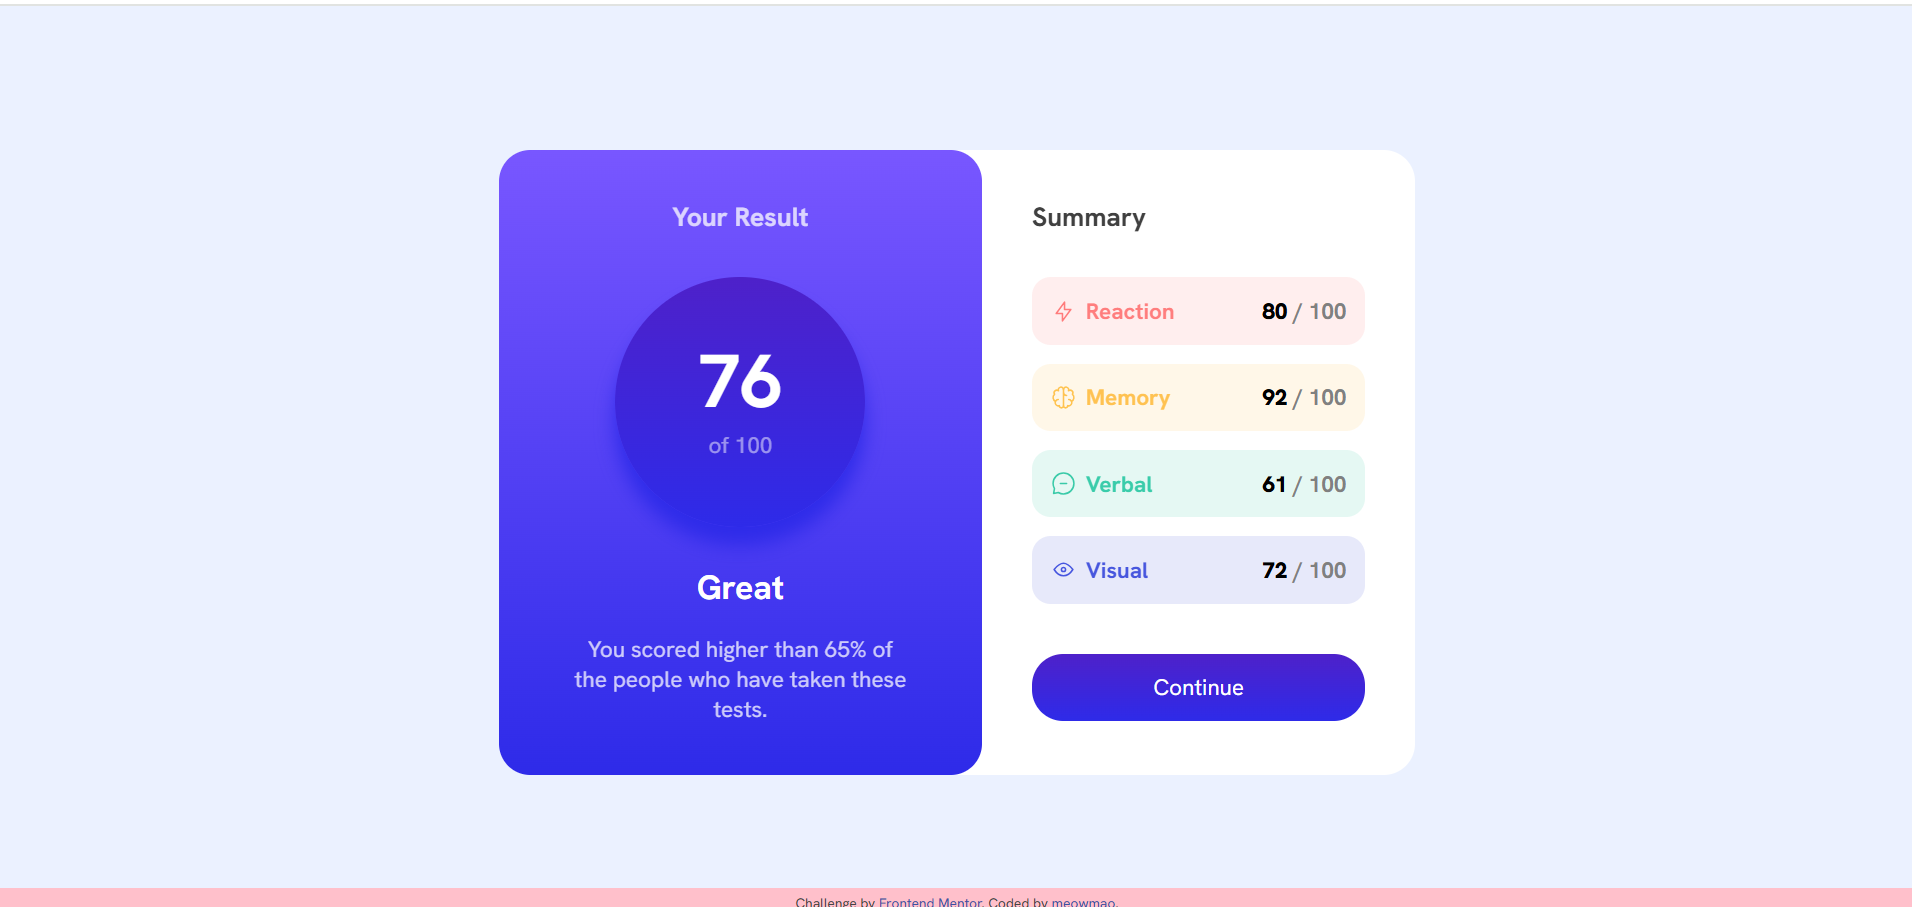 Your Result
76
of 100
Great
You scored higher than 65% of
the people who have taken these
tests.
Summary
Reaction 80 / 100
Memory 92 / 100
Verbal 61 / 100
Visual 72 / 100
Continue
Challenge by Frontend Mentor. Coded by meowmao.